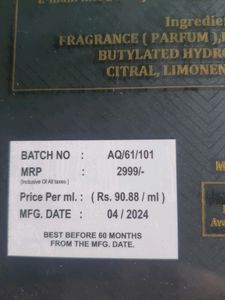 Ingredie
FRAGRANCE ( PARFUM ),
BUTYLATED HYDRO
CITRAL, LIMONEN
BATCH NO : AQ/61/101
MRP : 2999/-
(Inclusive Of All taxes )
Price Per ml. : ( Rs. 90.88 / ml )
MFG. DATE : 04 / 2024
BEST BEFORE 60 MONTHS
FROM THE MFG. DATE.
M